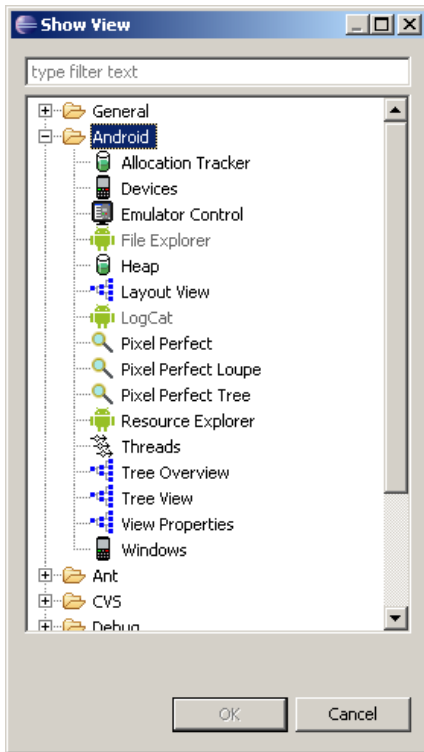 Show View
type filter text
General
Android
Allocation Tracker
Devices
Emulator Control
File Explorer
Heap
Layout View
LogCat
Pixel Perfect
Pixel Perfect Loupe
Pixel Perfect Tree
Resource Explorer
Threads
Tree Overview
Tree View
View Properties
Windows
Ant
CVS
Debug
OK
Cancel